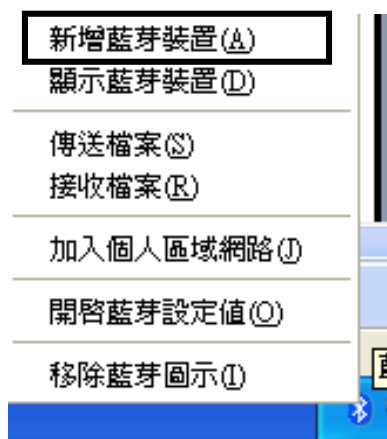 新增藍芽裝置(A)
顯示藍芽裝置(D)
傳送檔案(S)
接收檔案(R)
加入個人區域網路(J)
開啓藍芽設定值(O)
移除藍芽圖示(I)